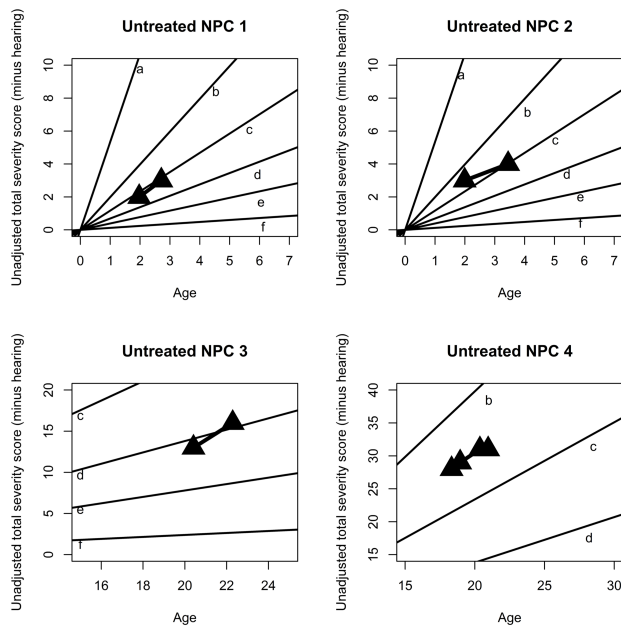 Untreated NPC 1
Unadjusted total severity score (minus hearing)
10
8
6
4
2
0
a
b
c
d
e
f
0 1 2 3 4 5 6 7
Age
Untreated NPC 2
Unadjusted total severity score (minus hearing)
10
8
6
4
2
0
a
b
c
d
e
f
0 1 2 3 4 5 6 7
Age
Untreated NPC 3
Unadjusted total severity score (minus hearing)
20
15
10
5
0
c
d
e
f
16 18 20 22 24
Age
Untreated NPC 4
Unadjusted total severity score (minus hearing)
40
35
30
25
20
15
b
c
d
15 20 25 30
Age